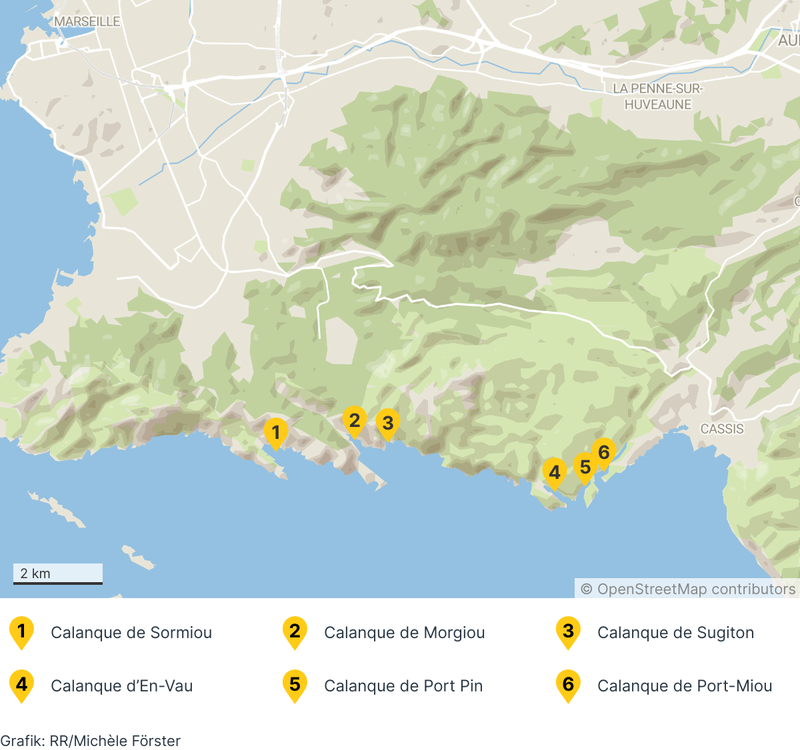 MARSEILLE
AU
LA PENNE-SUR-
HUVEAUNE
1
2
3
6
5
4
CASSIS
2 km
© OpenStreetMap contributors
1 Calanque de Sormiou
2 Calanque de Morgiou
3 Calanque de Sugiton
4 Calanque d’En-Vau
5 Calanque de Port Pin
6 Calanque de Port-Miou
Grafik: RR/Michèle Förster